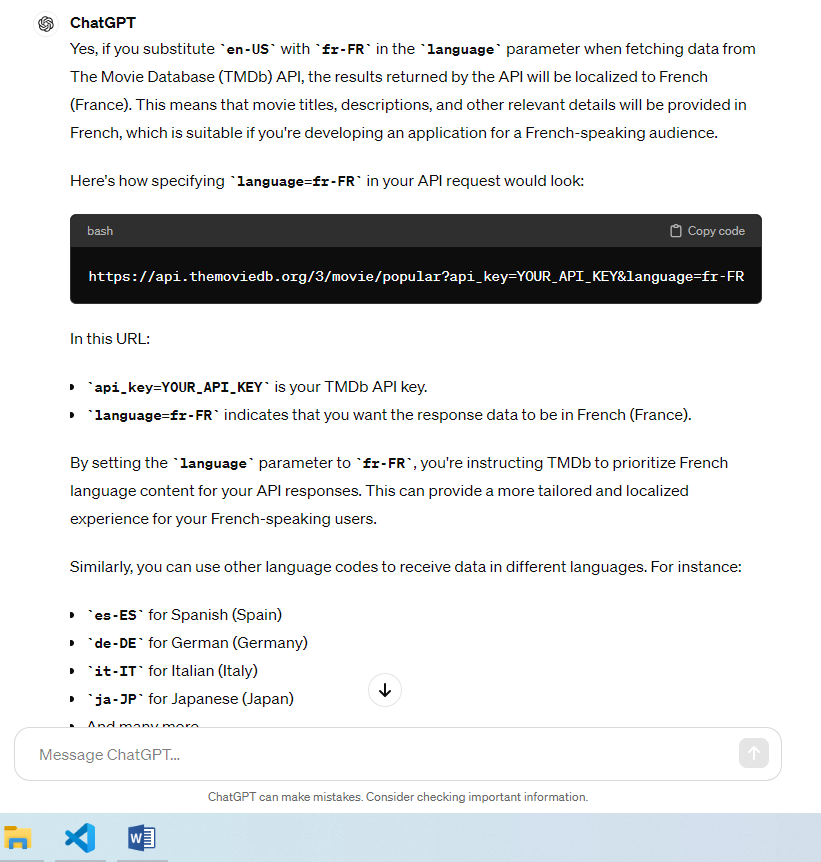 ChatGPT
Yes, if you substitute `en-US` with `fr-FR` in the `language` parameter when fetching data from
The Movie Database (TMDb) API, the results returned by the API will be localized to French
(France). This means that movie titles, descriptions, and other relevant details will be provided in
French, which is suitable if you're developing an application for a French-speaking audience.
Here's how specifying `language=fr-FR` in your API request would look:
bash
Copy code
https://api.themoviedb.org/3/movie/popular?api_key=YOUR_API_KEY&language=fr-FR
In this URL:
• `api_key=YOUR_API_KEY` is your TMDb API key.
• `language=fr-FR` indicates that you want the response data to be in French (France).
By setting the `language` parameter to `fr-FR`, you're instructing TMDb to prioritize French
language content for your API responses. This can provide a more tailored and localized
experience for your French-speaking users.
Similarly, you can use other language codes to receive data in different languages. For instance:
• `es-ES` for Spanish (Spain)
• `de-DE` for German (Germany)
• `it-IT` for Italian (Italy)
• `ja-JP` for Japanese (Japan)
• And many more
Message ChatGPT...
ChatGPT can make mistakes. Consider checking important information.
W